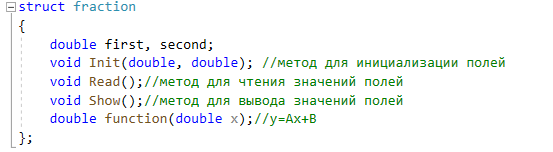 struct fraction
{
double first, second;
void Init(double, double); //метод для инициализации полей
void Read();//метод для чтения значений полей
void Show();//метод для вывода значений полей
double function(double x);//y=Ax+B
};